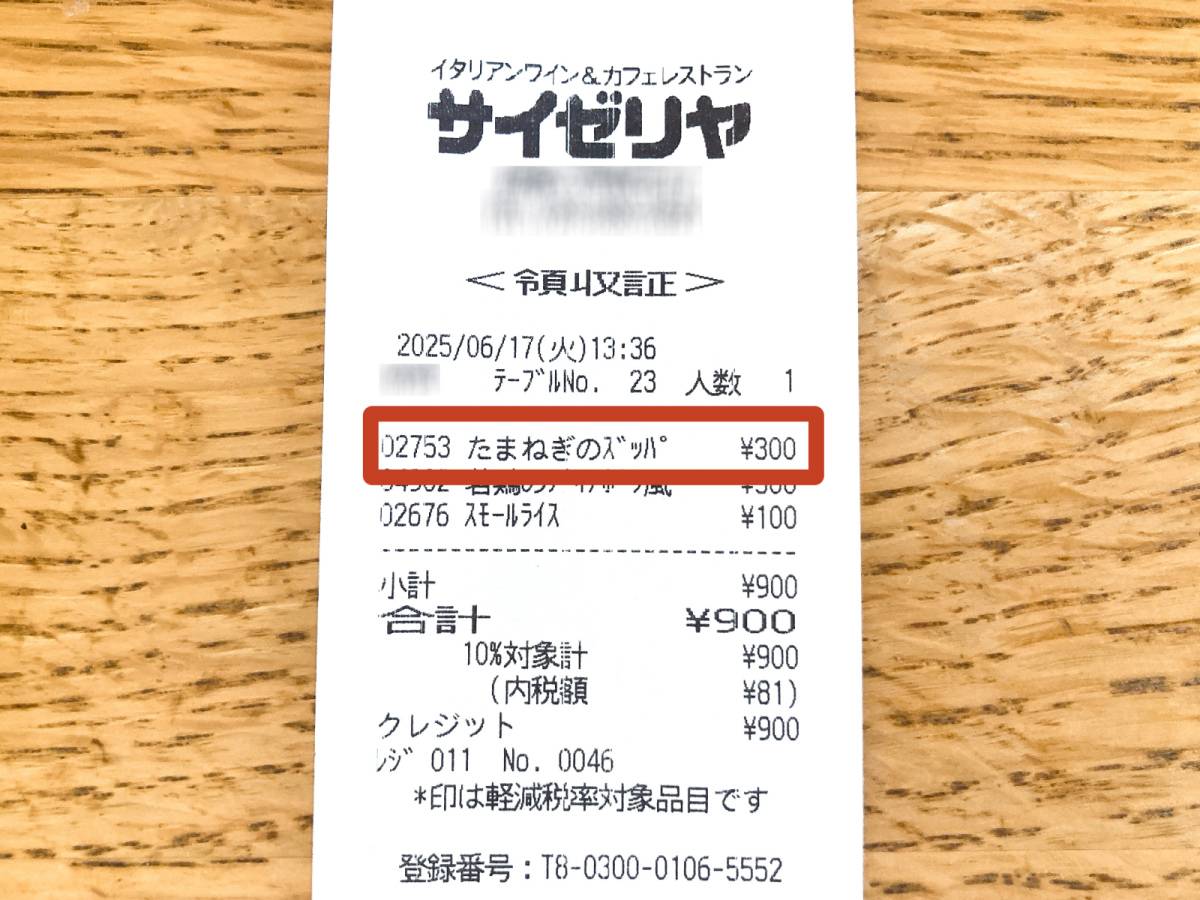 イタリアンワイン&カフェレストラン
サイゼリヤ
<領収証>
2025/06/17(火)13:36
ﾃｰﾌﾞﾙNo. 23 人数 1
02753 たまねぎのｽﾞｯﾊﾟ ¥300
風
02676 ｽﾓｰﾙﾗｲｽ ¥100
小計 ¥900
合計 ¥900
10%対象計 ¥900
(内税額 ¥81)
クレジット ¥900
ﾚｼﾞ 011 No. 0046
*印は軽減税率対象品目です
登録番号:T8-0300-0106-5552